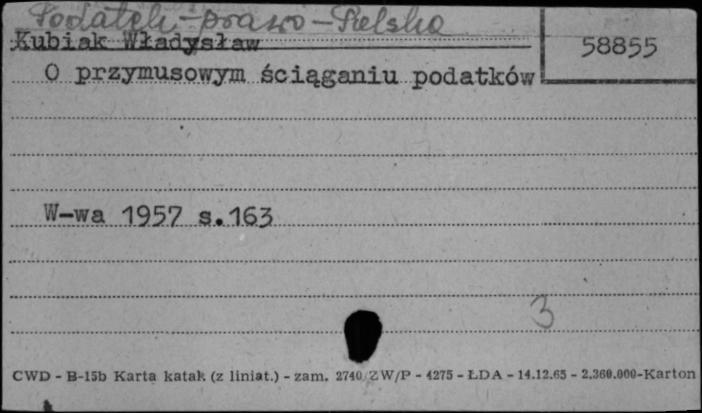 Podatek - prawo - Polska
Kubiak Władysław
58855
O przymusowym ściąganiu podatków
W-wa 1957 s.163
3
CWD - B-15b Karta katak (z liniat.) - zam. 2740/ZW/P - 4275 - ŁDA - 14.12.65 - 2.360.000-Karton